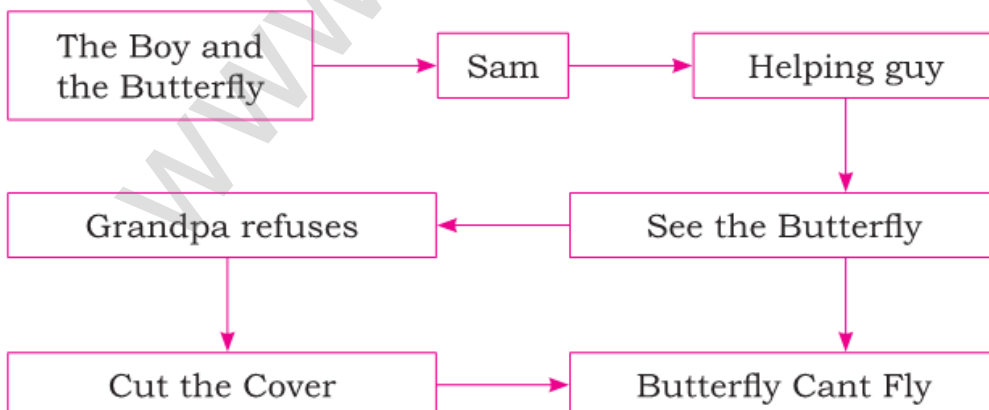 The Boy and
the Butterfly
Sam
Helping guy
Grandpa refuses
See the Butterfly
Cut the Cover
Butterfly Cant Fly